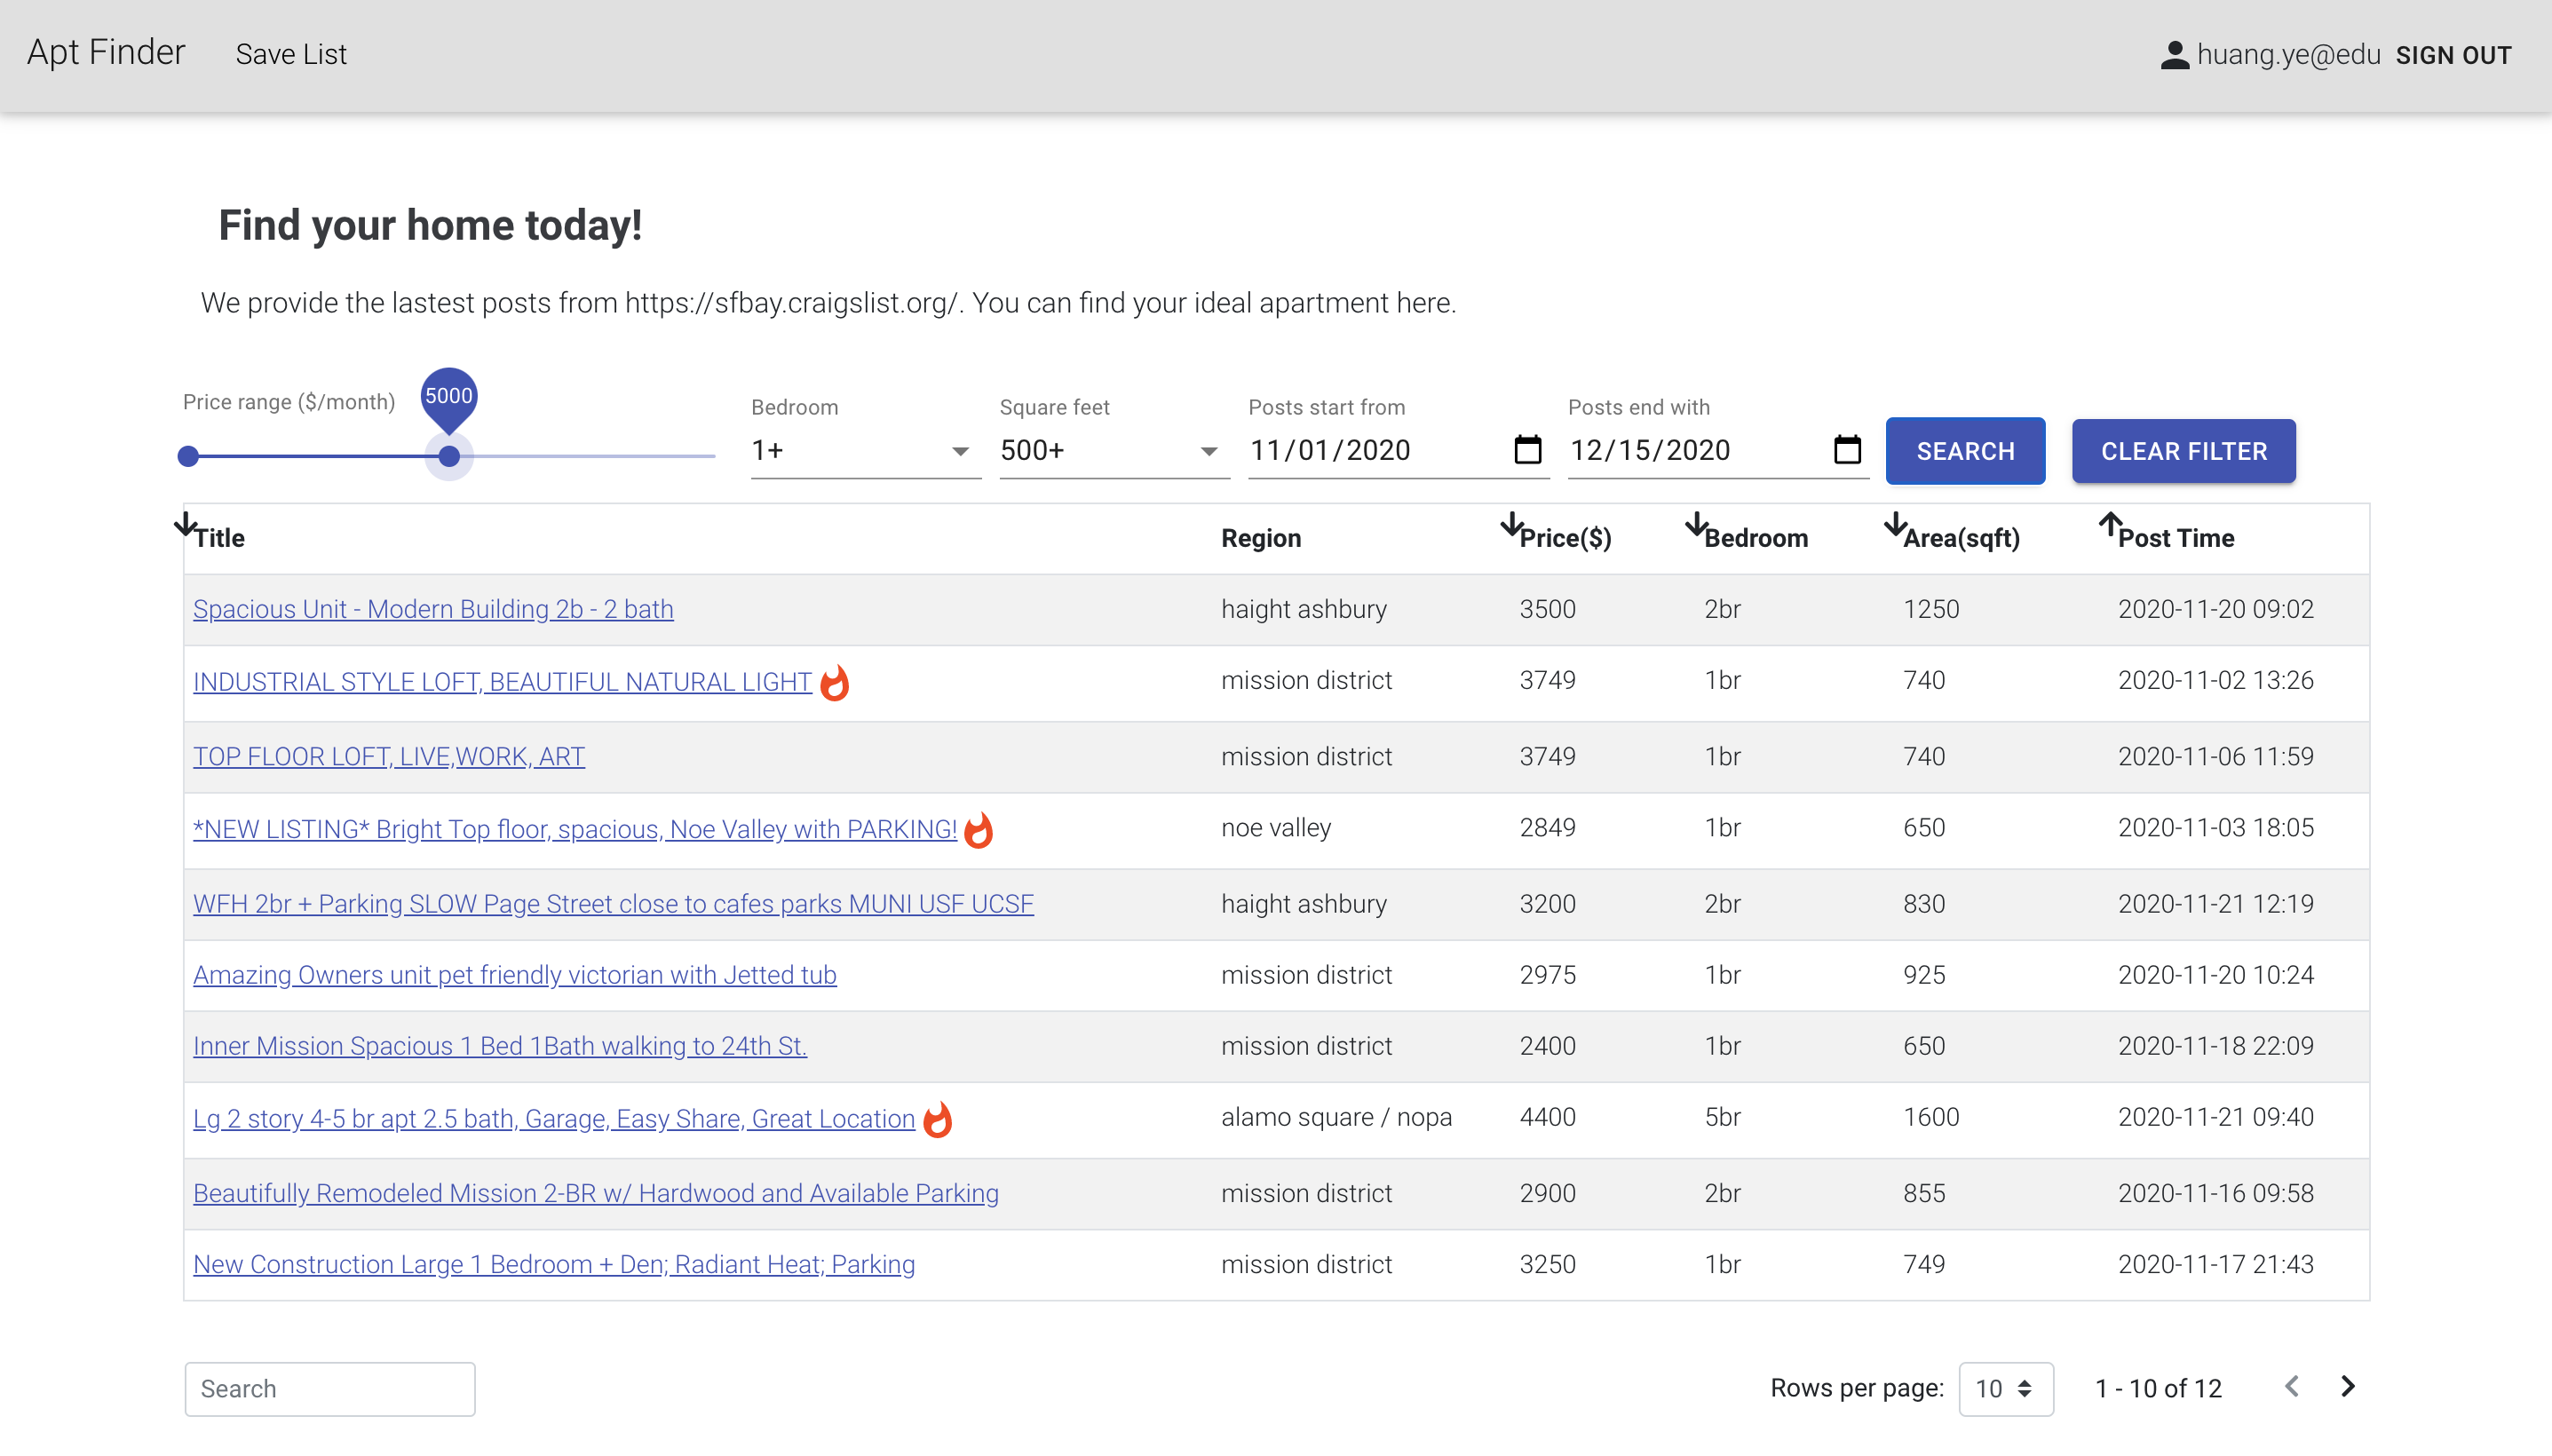 Apt Finder Save List huang.ye@edu SIGN OUT
Find your home today!
We provide the lastest posts from https://sfbay.craigslist.org/. You can find your ideal apartment here.
Price range ($/month) 5000 Bedroom Square feet Posts start from Posts end with
1+ 500+ 11/01/2020 12/15/2020 SEARCH CLEAR FILTER
Title Region Price($) Bedroom Area(sqft) Post Time
Spacious Unit - Modern Building 2b - 2 bath haight ashbury 3500 2br 1250 2020-11-20 09:02
INDUSTRIAL STYLE LOFT, BEAUTIFUL NATURAL LIGHT mission district 3749 1br 740 2020-11-02 13:26
TOP FLOOR LOFT, LIVE,WORK, ART mission district 3749 1br 740 2020-11-06 11:59
*NEW LISTING* Bright Top floor, spacious, Noe Valley with PARKING! noe valley 2849 1br 650 2020-11-03 18:05
WFH 2br + Parking SLOW Page Street close to cafes parks MUNI USF UCSF haight ashbury 3200 2br 830 2020-11-21 12:19
Amazing Owners unit pet friendly victorian with Jetted tub mission district 2975 1br 925 2020-11-20 10:24
Inner Mission Spacious 1 Bed 1Bath walking to 24th St. mission district 2400 1br 650 2020-11-18 22:09
Lg 2 story 4-5 br apt 2.5 bath, Garage, Easy Share, Great Location alamo square / nopa 4400 5br 1600 2020-11-21 09:40
Beautifully Remodeled Mission 2-BR w/ Hardwood and Available Parking mission district 2900 2br 855 2020-11-16 09:58
New Construction Large 1 Bedroom + Den; Radiant Heat; Parking mission district 3250 1br 749 2020-11-17 21:43
Search Rows per page: 10 1 - 10 of 12